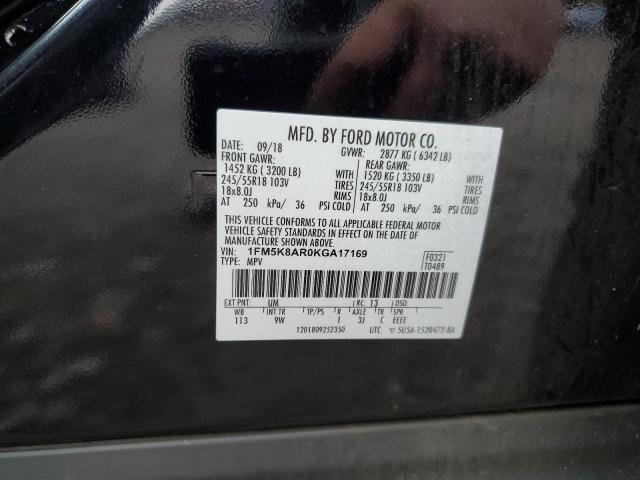 MFD. BY FORD MOTOR CO.
DATE: 09/18 GVWR: 2877 KG ( 6342 LB)
FRONT GAWR: REAR GAWR:
1452 KG ( 3200 LB) 1520 KG ( 3350 LB)
245/55R18 103V TIRES 245/55R18 103V TIRES
18x8.0J RIMS 18x8.0J RIMS
AT 250 kPa/ 36 PSI COLD AT 250 kPa/ 36 PSI COLD
THIS VEHICLE CONFORMS TO ALL APPLICABLE FEDERAL MOTOR
VEHICLE SAFETY AND THEFT PREVENTION STANDARDS IN EFFECT ON THE DATE OF
MANUFACTURE SHOWN ABOVE.
VIN: 1FM5K8AR0KGA17169 F0321
TYPE: MPV T0489
EXT PNT: UM RC: 13 DSO:
WB INT TR TP/PS R AXLE TR SPR
113 9W 1 3J C EEEE
1201809252350 UTC ▽ 5U5A-1520472-BA